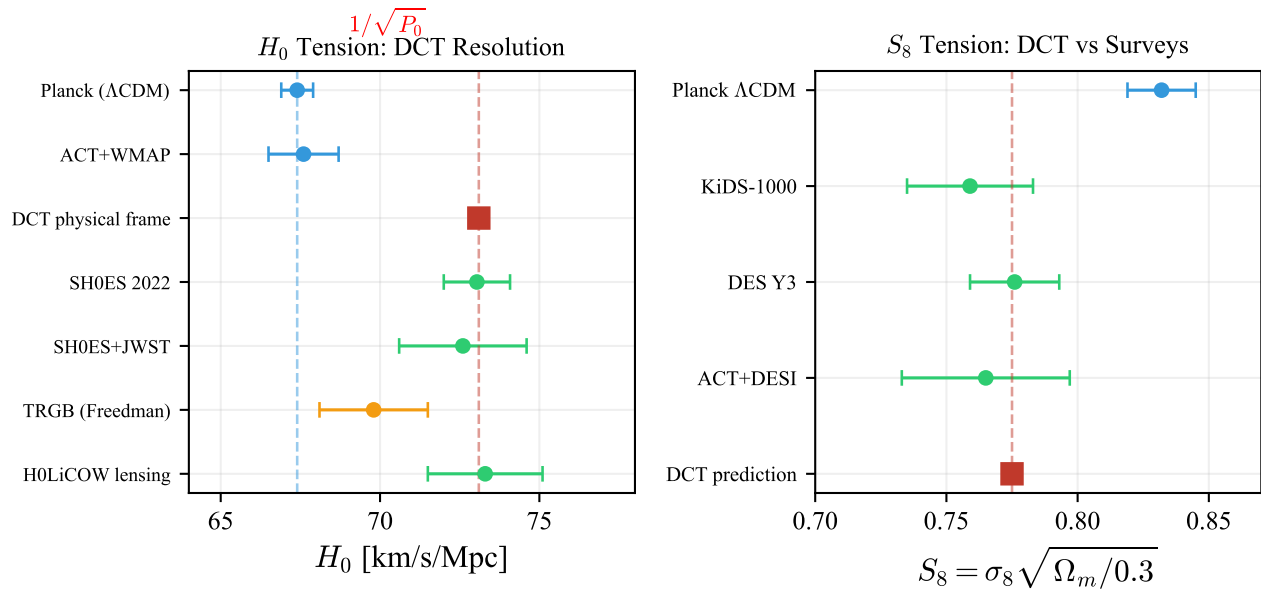 1/√P₀
H₀ Tension: DCT Resolution
Planck (ΛCDM)
ACT+WMAP
DCT physical frame
SH0ES 2022
SH0ES+JWST
TRGB (Freedman)
H0LiCOW lensing
65 70 75
H₀ [km/s/Mpc]
S₈ Tension: DCT vs Surveys
Planck ΛCDM
KiDS-1000
DES Y3
ACT+DESI
DCT prediction
0.70 0.75 0.80 0.85
S₈ = σ₈√Ωₘ/0.3